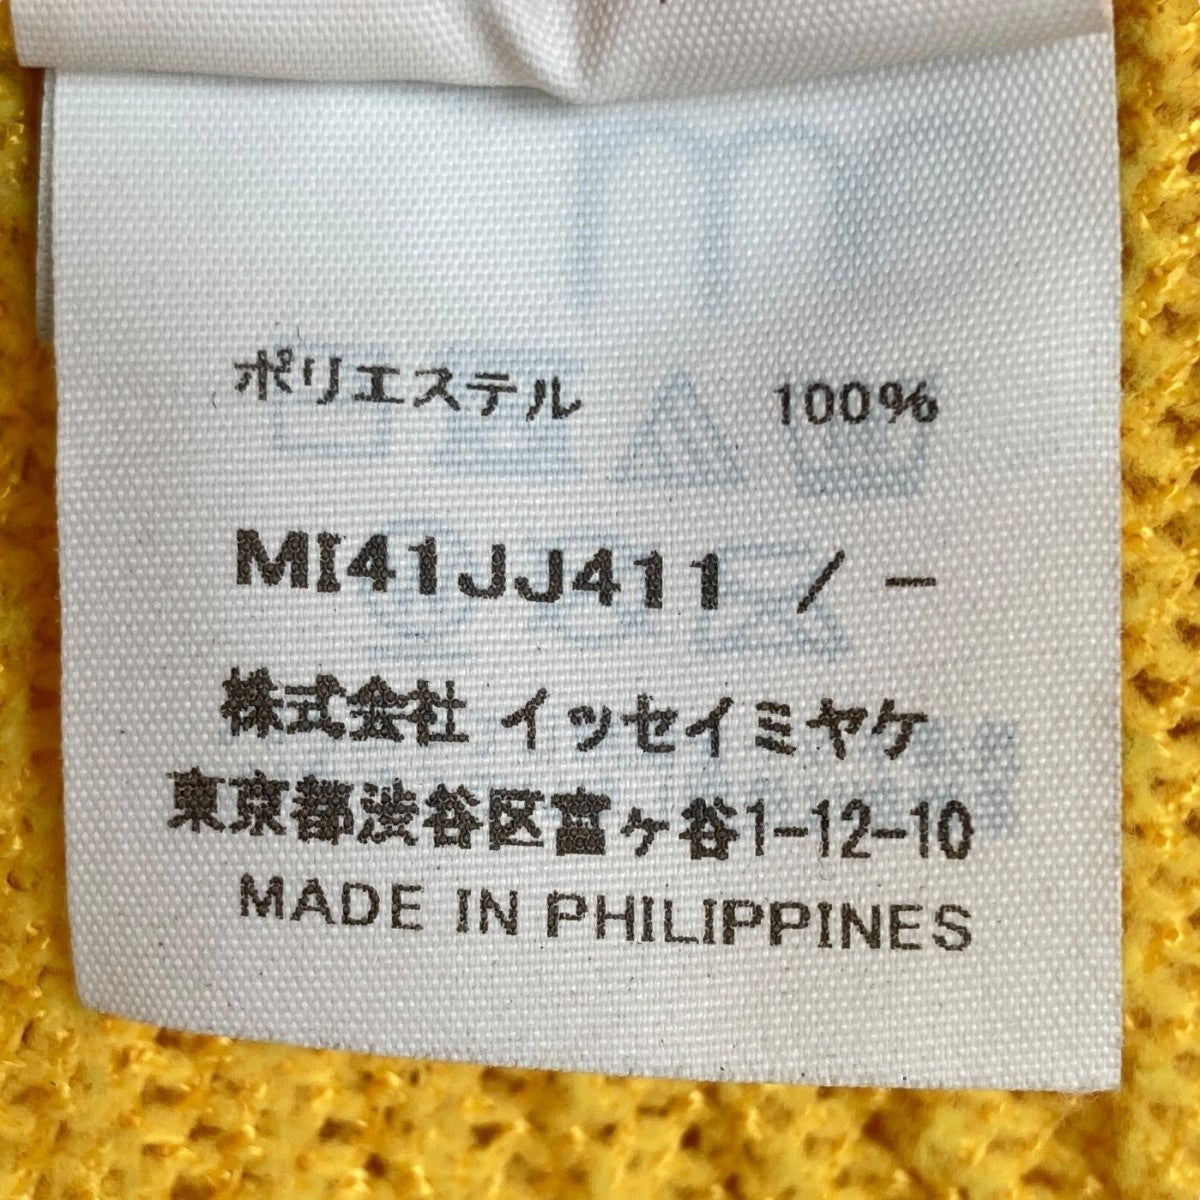 ポリエステル 100%
MI41JJ411 / -
株式会社 イッセイミヤケ
東京都渋谷区富ヶ谷1-12-10
MADE IN PHILIPPINES